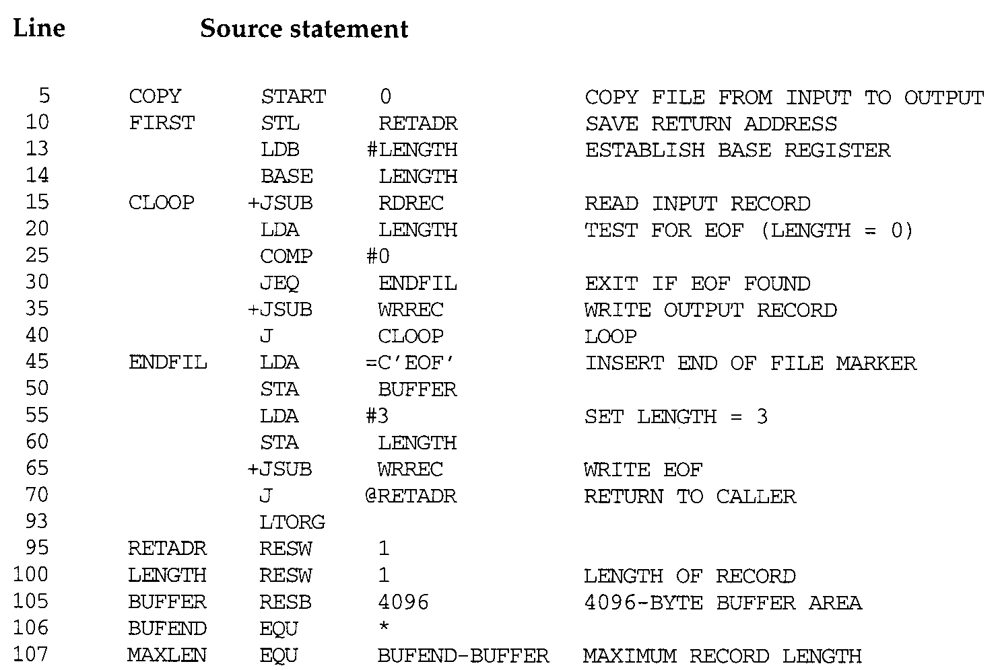 Line Source statement
5 COPY START 0 COPY FILE FROM INPUT TO OUTPUT
10 FIRST STL RETADR SAVE RETURN ADDRESS
13 LDB #LENGTH ESTABLISH BASE REGISTER
14 BASE LENGTH
15 CLOOP +JSUB RDREC READ INPUT RECORD
20 LDA LENGTH TEST FOR EOF (LENGTH = 0)
25 COMP #0
30 JEQ ENDFIL EXIT IF EOF FOUND
35 +JSUB WRREC WRITE OUTPUT RECORD
40 J CLOOP LOOP
45 ENDFIL LDA =C'EOF' INSERT END OF FILE MARKER
50 STA BUFFER
55 LDA #3 SET LENGTH = 3
60 STA LENGTH
65 +JSUB WRREC WRITE EOF
70 J @RETADR RETURN TO CALLER
93 LTORG
95 RETADR RESW 1
100 LENGTH RESW 1 LENGTH OF RECORD
105 BUFFER RESB 4096 4096-BYTE BUFFER AREA
106 BUFEND EQU *
107 MAXLEN EQU BUFEND-BUFFER MAXIMUM RECORD LENGTH